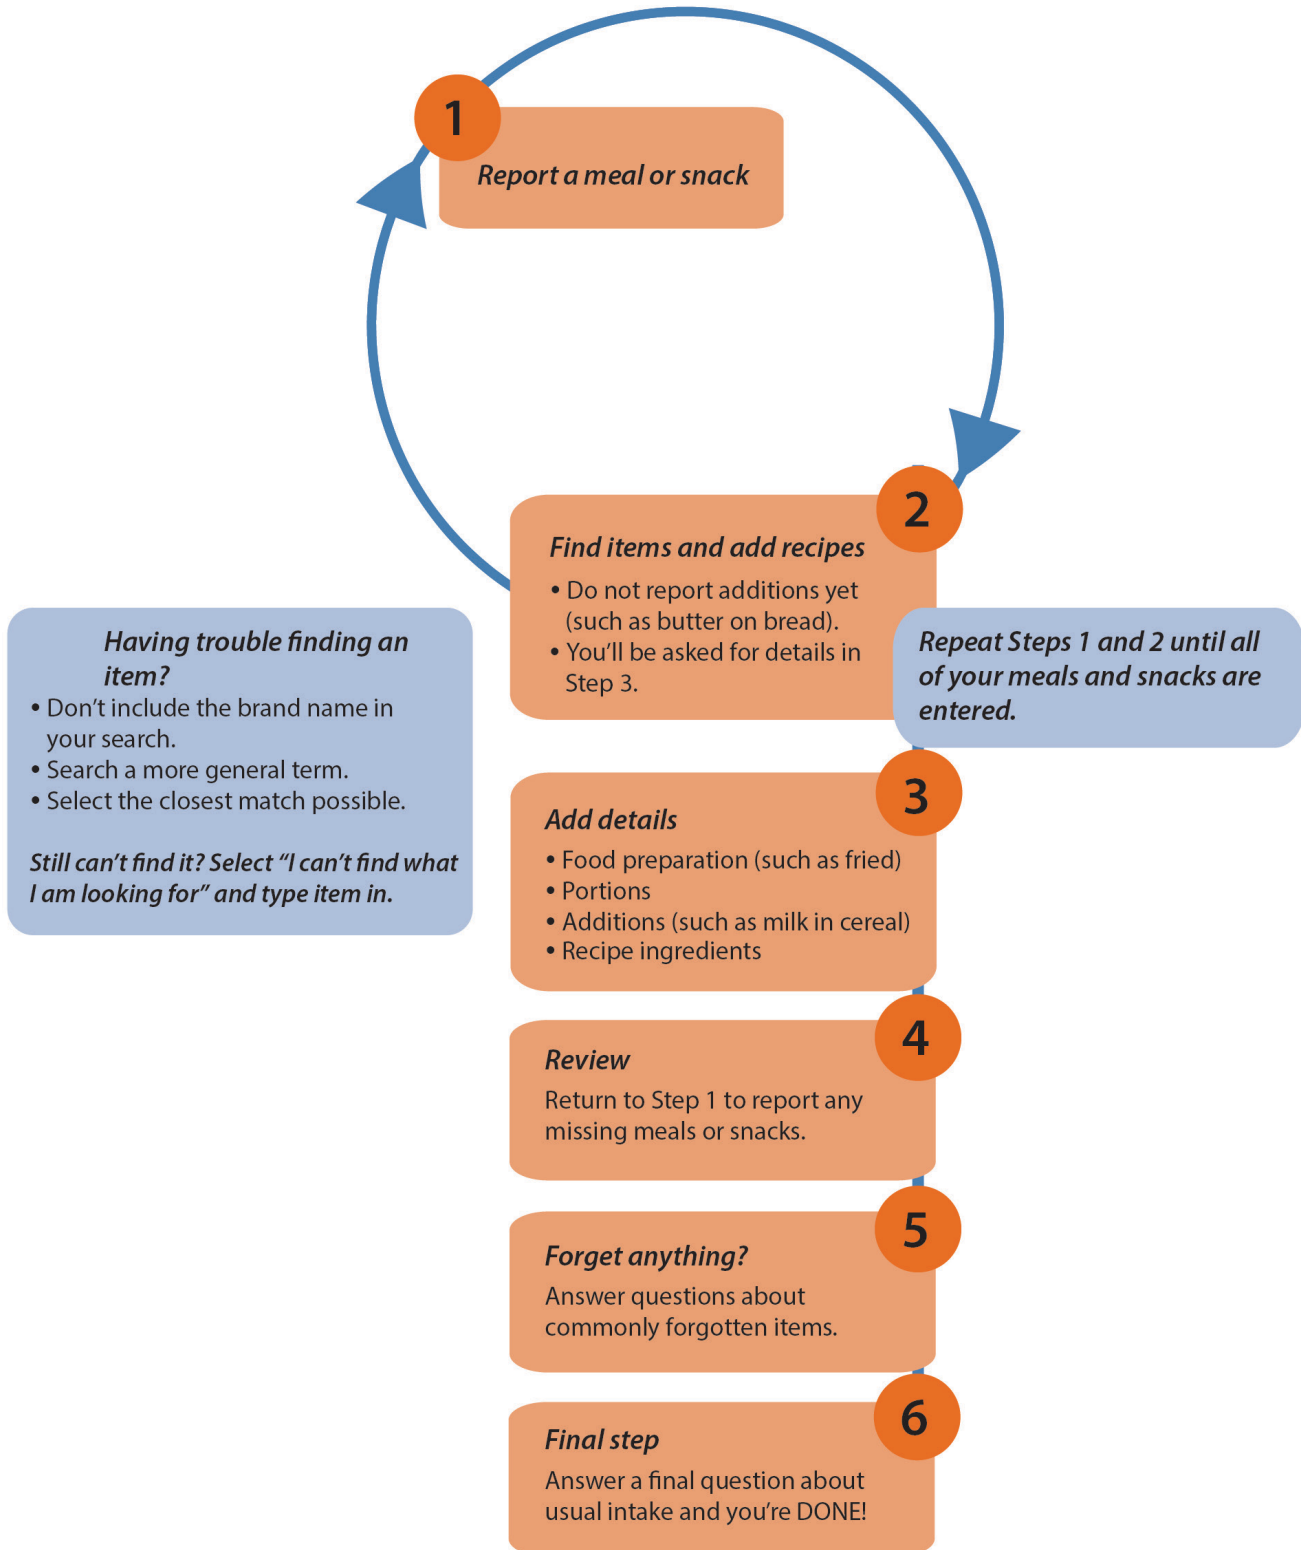 1
Report a meal or snack
2
Find items and add recipes
• Do not report additions yet
(such as butter on bread).
• You’ll be asked for details in
Step 3.
Having trouble finding an
item?
• Don’t include the brand name in
your search.
• Search a more general term.
• Select the closest match possible.
Still can’t find it? Select “I can’t find what
I am looking for” and type item in.
Repeat Steps 1 and 2 until all
of your meals and snacks are
entered.
3
Add details
• Food preparation (such as fried)
• Portions
• Additions (such as milk in cereal)
• Recipe ingredients
4
Review
Return to Step 1 to report any
missing meals or snacks.
5
Forget anything?
Answer questions about
commonly forgotten items.
6
Final step
Answer a final question about
usual intake and you’re DONE!